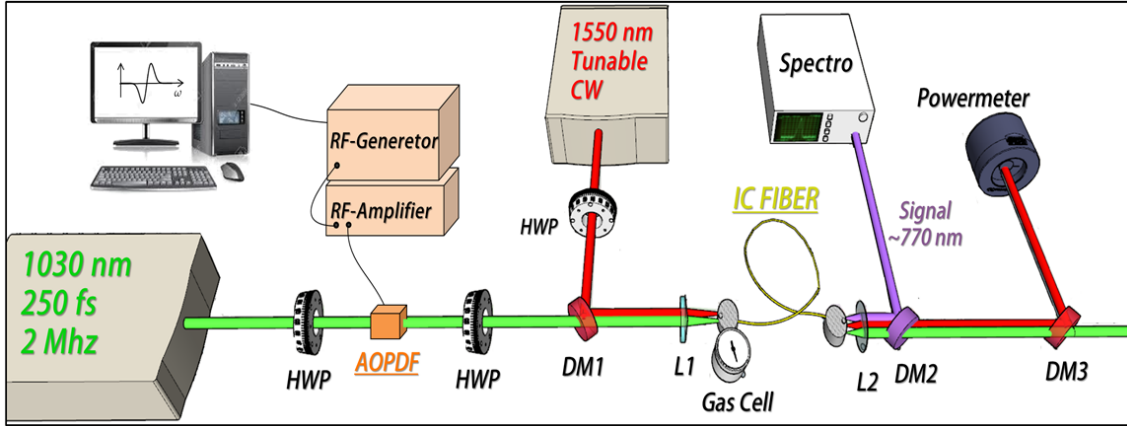 1550 nm
Tunable
CW
Spectro
Powermeter
ω
RF-Generetor
RF-Amplifier
HWP
IC FIBER
Signal
~770 nm
1030 nm
250 fs
2 Mhz
HWP
AOPDF
HWP
DM1
L1
Gas Cell
L2
DM2
DM3